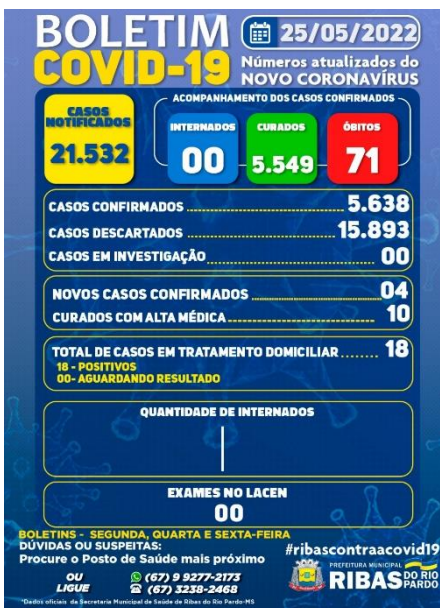 BOLETIM
25/05/2022
COVID-19
Números atualizados do
NOVO CORONAVÍRUS
CASOS
NOTIFICADOS
21.532
ACOMPANHAMENTO DOS CASOS CONFIRMADOS
INTERNADOS
00
CURADOS
5.549
ÓBITOS
71
CASOS CONFIRMADOS 5.638
CASOS DESCARTADOS 15.893
CASOS EM INVESTIGAÇÃO 00
NOVOS CASOS CONFIRMADOS 04
CURADOS COM ALTA MÉDICA 10
TOTAL DE CASOS EM TRATAMENTO DOMICILIAR 18
18 - POSITIVOS
00- AGUARDANDO RESULTADO
QUANTIDADE DE INTERNADOS
EXAMES NO LACEN
00
BOLETINS - SEGUNDA, QUARTA E SEXTA-FEIRA
DÚVIDAS OU SUSPEITAS:
Procure o Posto de Saúde mais próximo
OU
LIGUE
(67) 9 9277-2173
(67) 3238-2468
*Dados oficiais da Secretaria Municipal de Saúde de Ribas do Rio Pardo-MS
#ribascontraacovid19
PREFEITURA MUNICIPAL
RIBAS DO RIO
PARDO